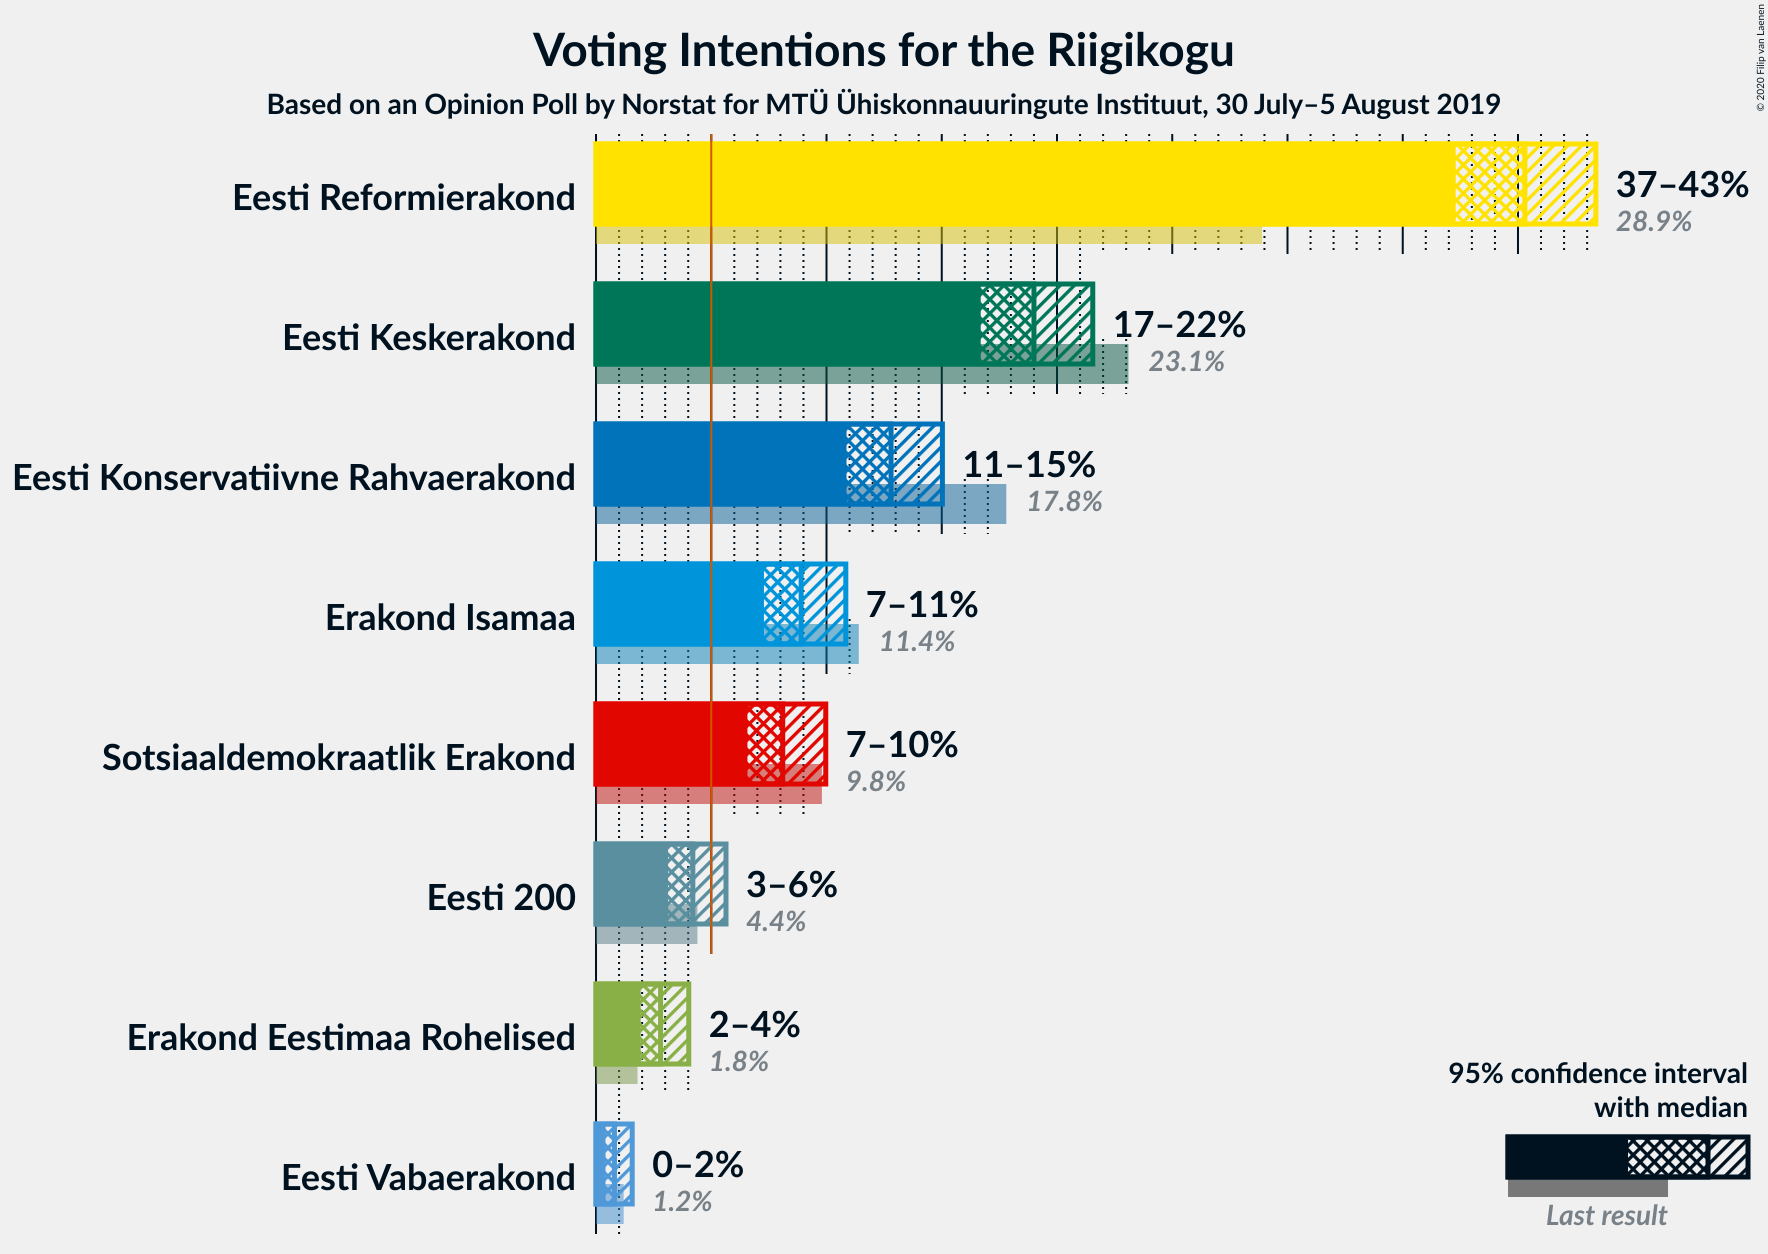 Voting Intentions for the Riigikogu
Based on an Opinion Poll by Norstat for MTÜ Ühiskonnauuringute Instituut, 30 July–5 August 2019
© 2020 Filip van Laenen
Eesti Reformierakond
37–43%
28.9%
Eesti Keskerakond
17–22%
23.1%
Eesti Konservatiivne Rahvaerakond
11–15%
17.8%
Erakond Isamaa
7–11%
11.4%
Sotsiaaldemokraatlik Erakond
7–10%
9.8%
Eesti 200
3–6%
4.4%
Erakond Eestimaa Rohelised
2–4%
1.8%
Eesti Vabaerakond
0–2%
1.2%
95% confidence interval
with median
Last result